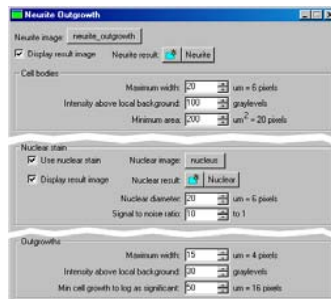 Neurite Outgrowth
Neurite image: neurite_outgrowth
Display result image Neurite result: Neurite
Cell bodies
Maximum width: 20 um = 6 pixels
Intensity above local background: 100 graylevels
Minimum area: 200 um2 = 20 pixels
Nuclear stain
Use nuclear stain Nuclear image: nucleus
Display result image Nuclear result: Nuclear
Nuclear diameter: 20 um = 6 pixels
Signal to noise ratio: 10 to 1
Outgrowths
Maximum width: 15 um = 4 pixels
Intensity above local background: 30 graylevels
Min cell growth to log as significant: 50 um = 16 pixels